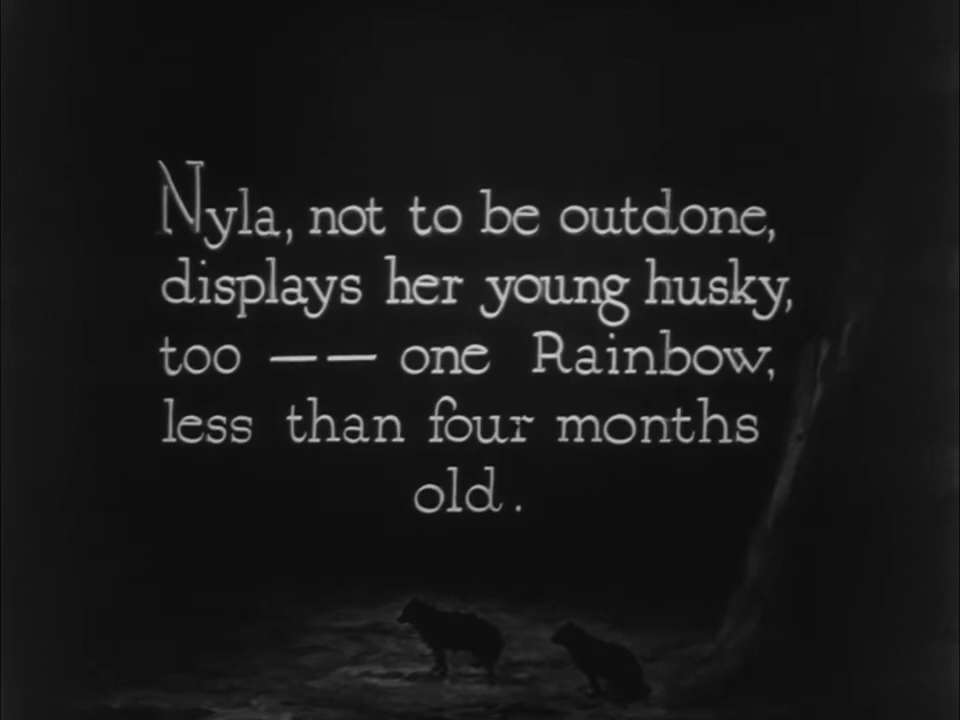 Nyla, not to be outdone,
displays her young husky,
too —— one Rainbow,
less than four months
old.